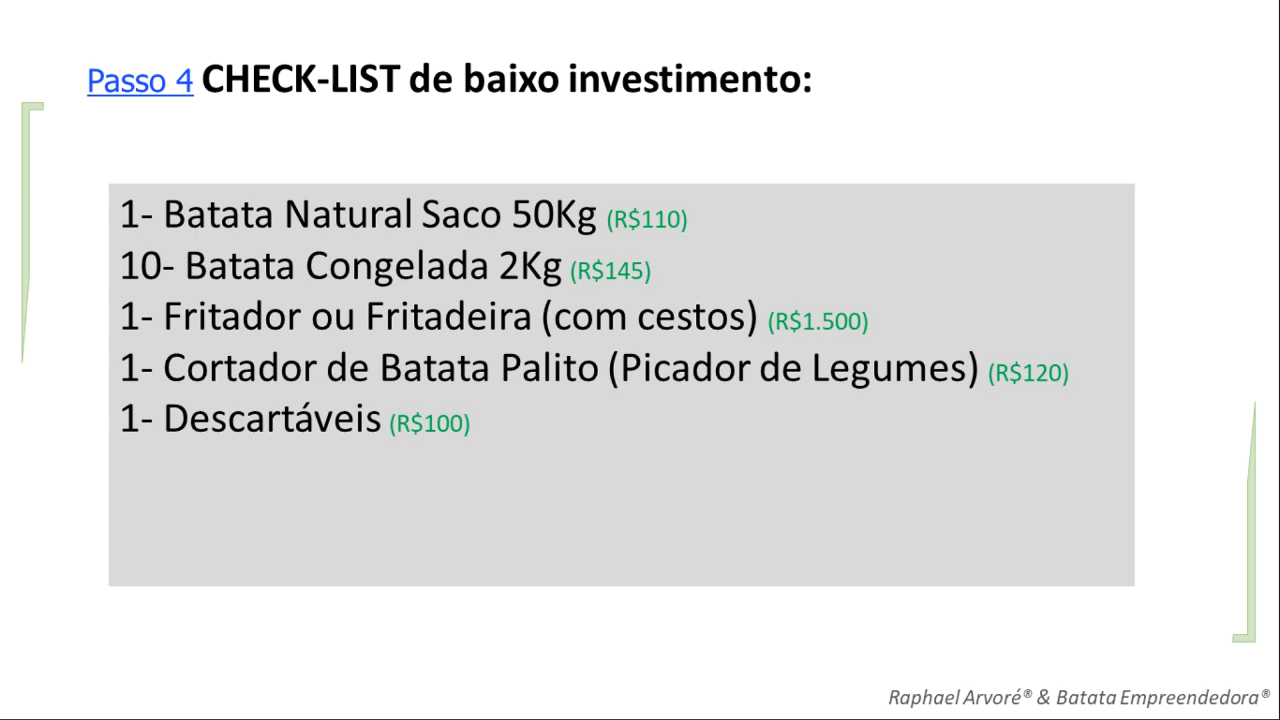 Passo 4 CHECK-LIST de baixo investimento:
1- Batata Natural Saco 50Kg (R$110)
10- Batata Congelada 2Kg (R$145)
1- Fritador ou Fritadeira (com cestos) (R$1.500)
1- Cortador de Batata Palito (Picador de Legumes) (R$120)
1- Descartáveis (R$100)
Raphael Arvoré® & Batata Empreendedora®